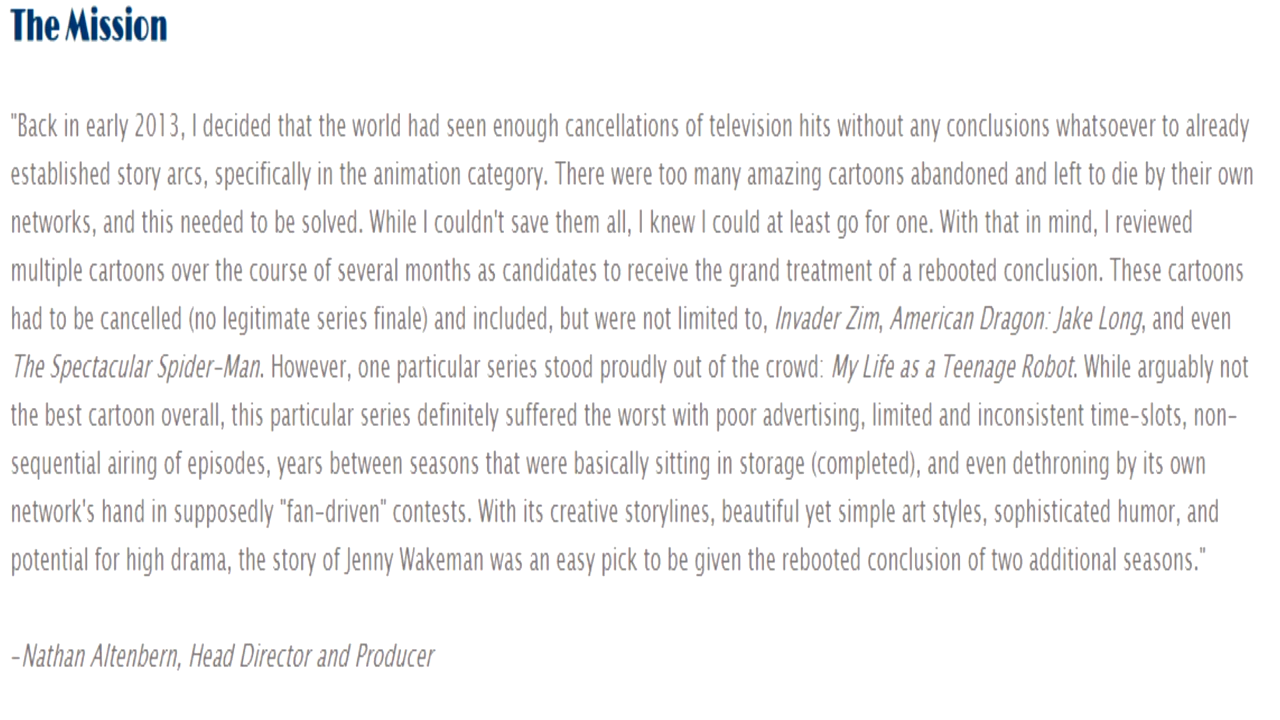 The Mission
"Back in early 2013, I decided that the world had seen enough cancellations of television hits without any conclusions whatsoever to already
established story arcs, specifically in the animation category. There were too many amazing cartoons abandoned and left to die by their own
networks, and this needed to be solved. While I couldn't save them all, I knew I could at least go for one. With that in mind, I reviewed
multiple cartoons over the course of several months as candidates to receive the grand treatment of a rebooted conclusion. These cartoons
had to be cancelled (no legitimate series finale) and included, but were not limited to, Invader Zim, American Dragon: Jake Long, and even
The Spectacular Spider-Man. However, one particular series stood proudly out of the crowd: My Life as a Teenage Robot. While arguably not
the best cartoon overall, this particular series definitely suffered the worst with poor advertising, limited and inconsistent time-slots, non-
sequential airing of episodes, years between seasons that were basically sitting in storage (completed), and even dethroning by its own
network's hand in supposedly "fan-driven" contests. With its creative storylines, beautiful yet simple art styles, sophisticated humor, and
potential for high drama, the story of Jenny Wakeman was an easy pick to be given the rebooted conclusion of two additional seasons."
-Nathan Altenbern, Head Director and Producer